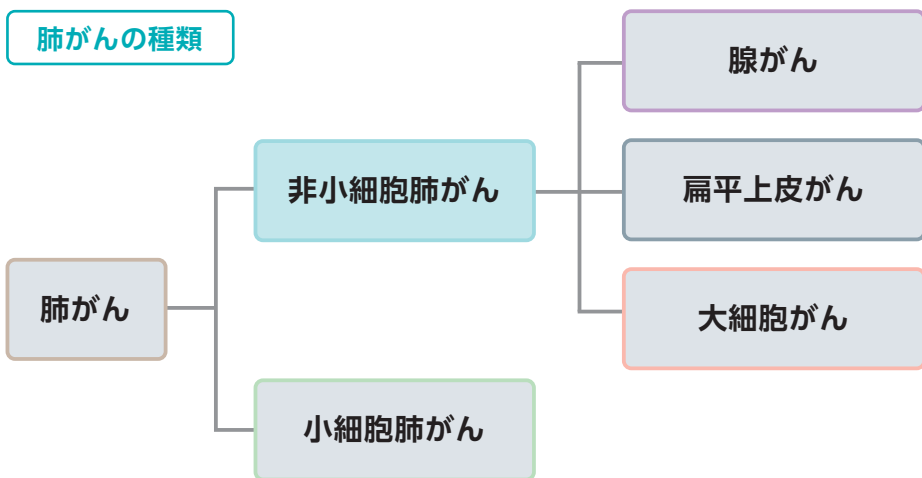 肺がんの種類
肺がん
非小細胞肺がん
小細胞肺がん
腺がん
扁平上皮がん
大細胞がん